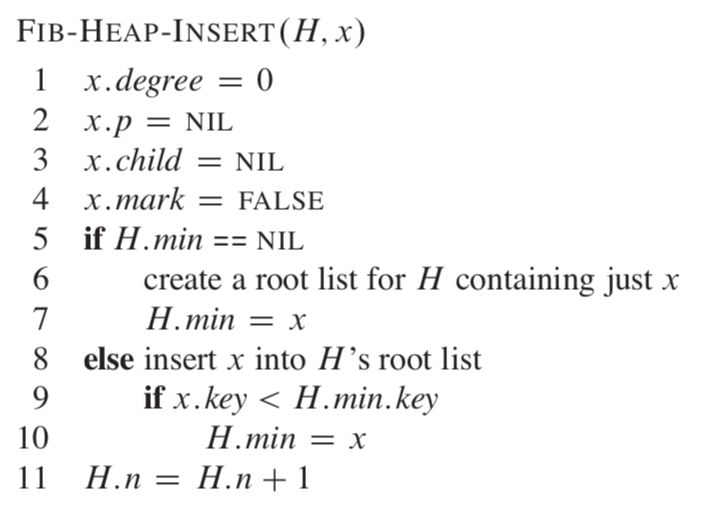 FIB-HEAP-INSERT(H, x)
1 x.degree = 0
2 x.p = NIL
3 x.child = NIL
4 x.mark = FALSE
5 if H.min == NIL
6 create a root list for H containing just x
7 H.min = x
8 else insert x into H’s root list
9 if x.key < H.min.key
10 H.min = x
11 H.n = H.n + 1